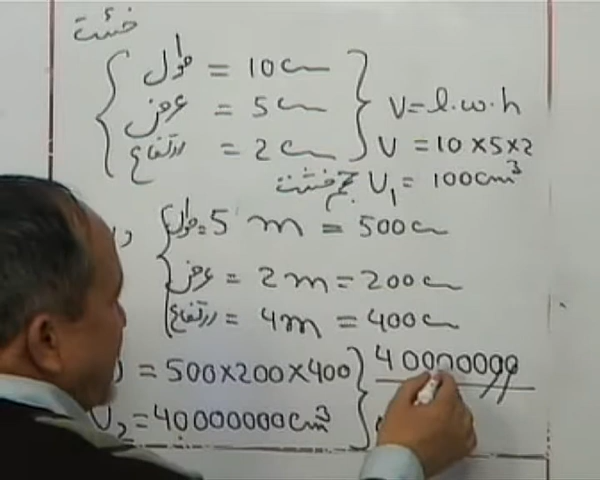 خشت
طول = 10cm
عرض = 5cm
ارتفاع = 2cm
V=l.w.h
V = 10×5×2
حجم خشت V₁ = 100cm³
طول = 5 m = 500cm
عرض = 2m = 200cm
ارتفاع = 4m = 400cm
= 500×200×400
V₂ = 40000000cm³
40000000